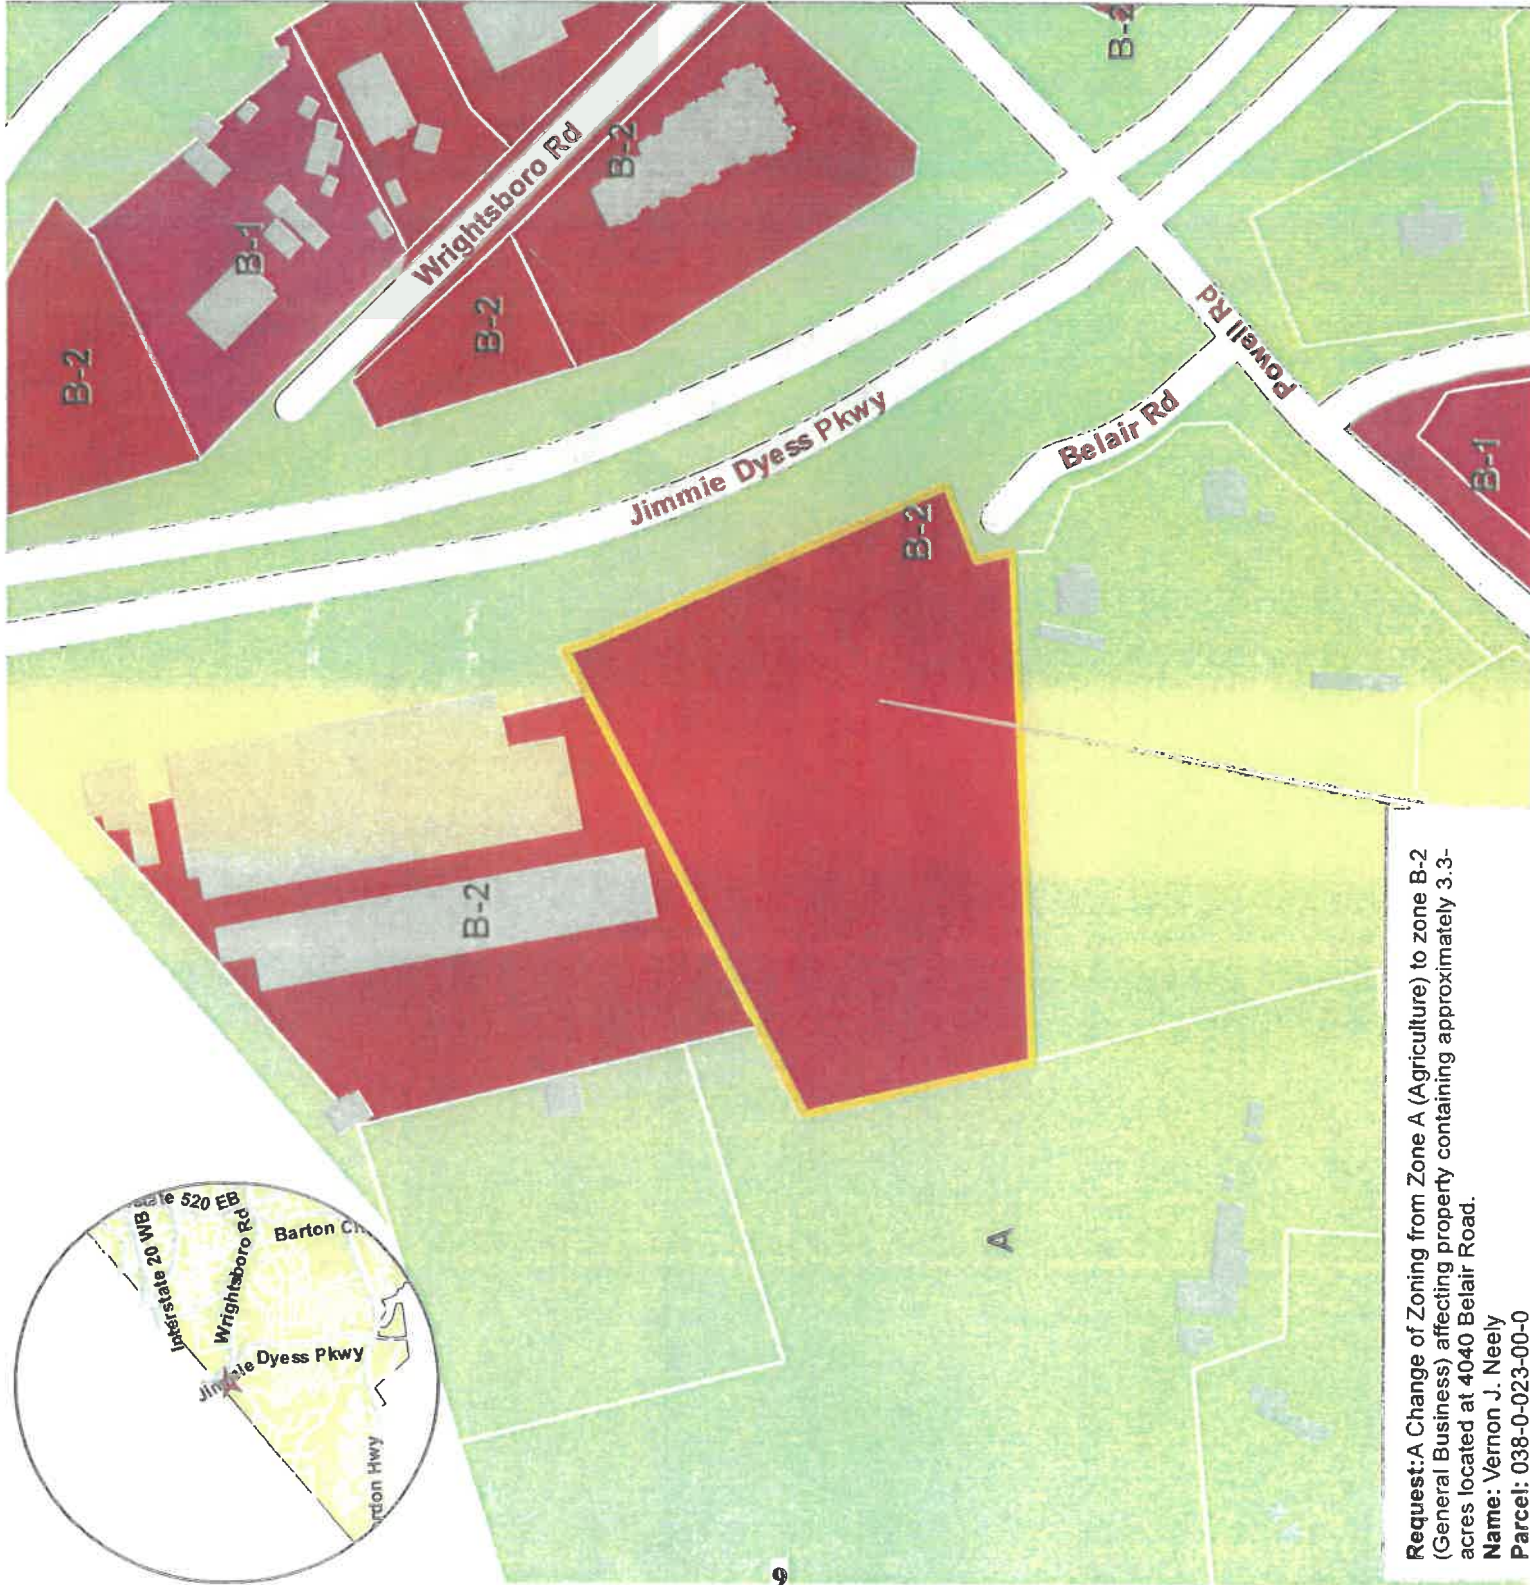 B-2
B-1
Wrightsboro Rd
B-2
B-2
B-2
Jimmie Dyess Pkwy
Powell Rd
Belair Rd
B-1
B-2
B-2
A
520 EB
Interstate 20 WB
Wrightsboro Rd
Barton
Dyess Pkwy
Hwy
9
Request:A Change of Zoning from Zone A (Agriculture) to zone B-2
(General Business) affecting property containing approximately 3.3-
acres located at 4040 Belair Road.
Name: Vernon J. Neely
Parcel: 038-0-023-00-0